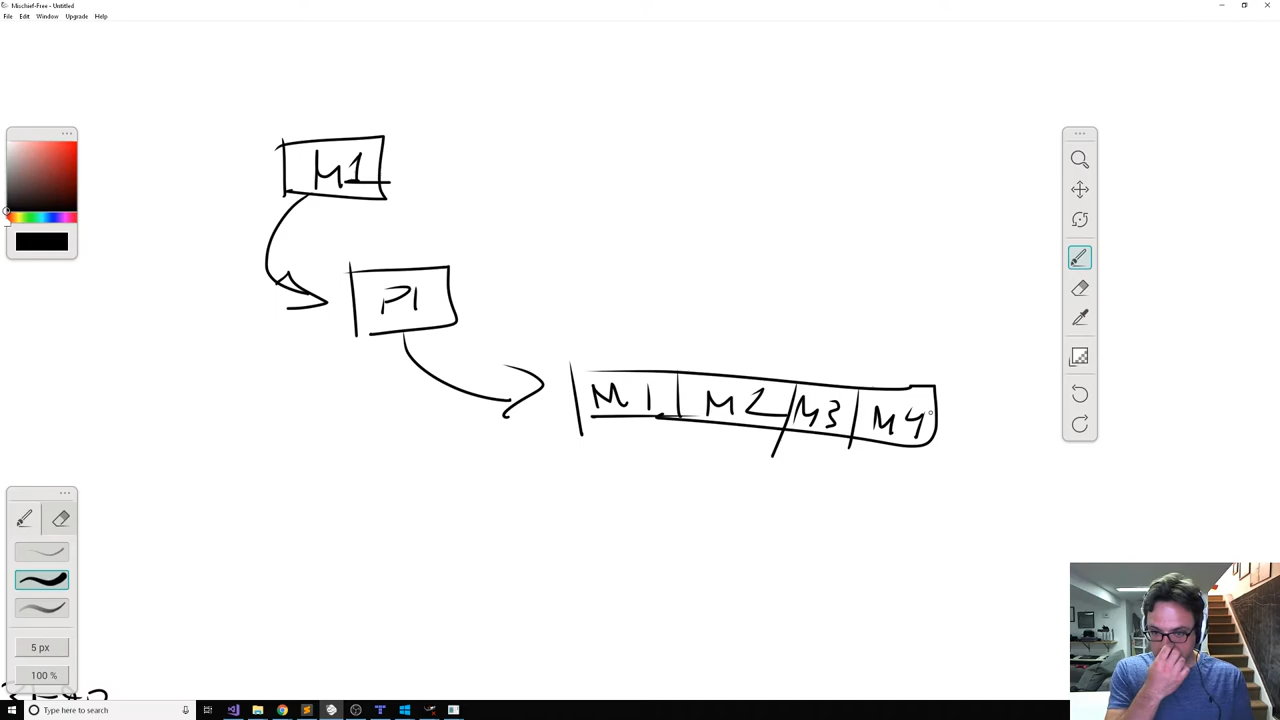 Mischief-Free - Untitled
File Edit Window Upgrade Help
M1
P1
M1 M2 M3 M4
5 px
100 %
Type here to search